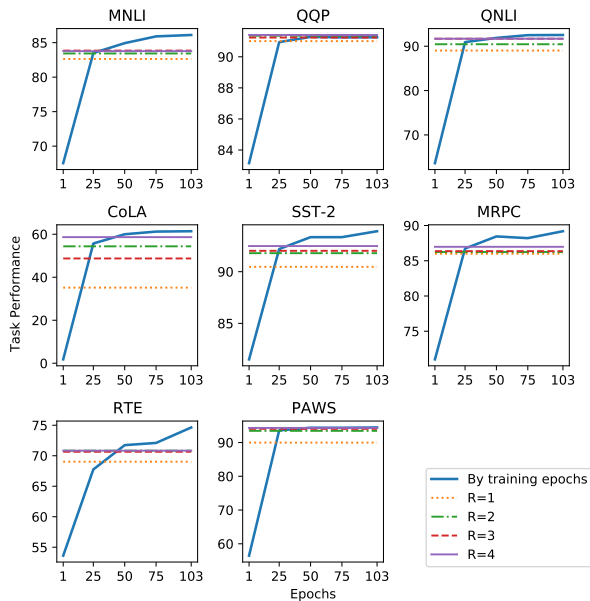 MNLI
85
80
75
70
1 25 50 75 103
QQP
90
88
86
84
1 25 50 75 103
QNLI
90
80
70
1 25 50 75 103
Task Performance
CoLA
60
40
20
0
1 25 50 75 103
SST-2
90
85
1 25 50 75 103
MRPC
90
85
80
75
1 25 50 75 103
RTE
75
70
65
60
55
1 25 50 75 103
PAWS
90
80
70
60
1 25 50 75 103
Epochs
By training epochs
R=1
R=2
R=3
R=4